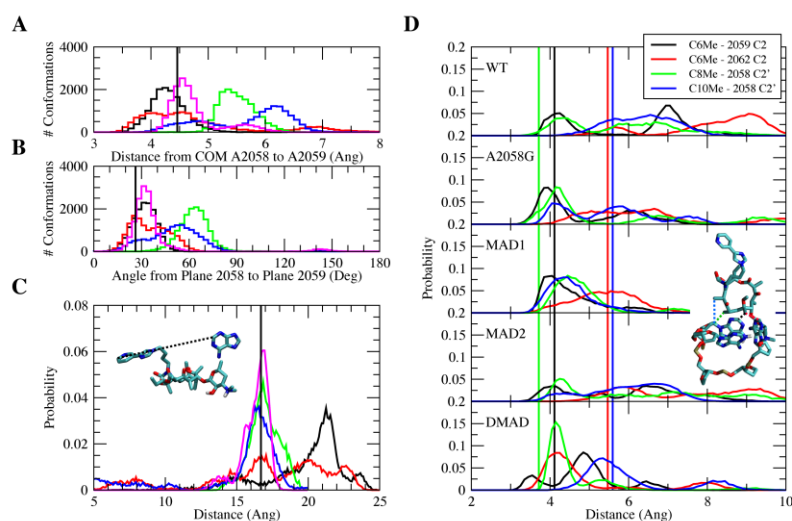 A
# Conformations
4000
2000
0
3 4 5 6 7 8
Distance from COM A2058 to A2059 (Ang)
B
# Conformations
4000
2000
0
0 30 60 90 120 150 180
Angle from Plane 2058 to Plane 2059 (Deg)
C
Probability
0.08
0.06
0.04
0.02
0
5 10 15 20 25
Distance (Ang)
D
Probability
C6Me - 2059 C2
C6Me - 2062 C2
C8Me - 2058 C2'
C10Me - 2058 C2'
0.2
WT
0.15
0.1
0.05
0.2
A2058G
0.15
0.1
0.05
0.2
MAD1
0.15
0.1
0.05
0.2
MAD2
0.15
0.1
0.05
0.2
DMAD
0.15
0.1
0.05
0
2 4 6 8 10
Distance (Ang)